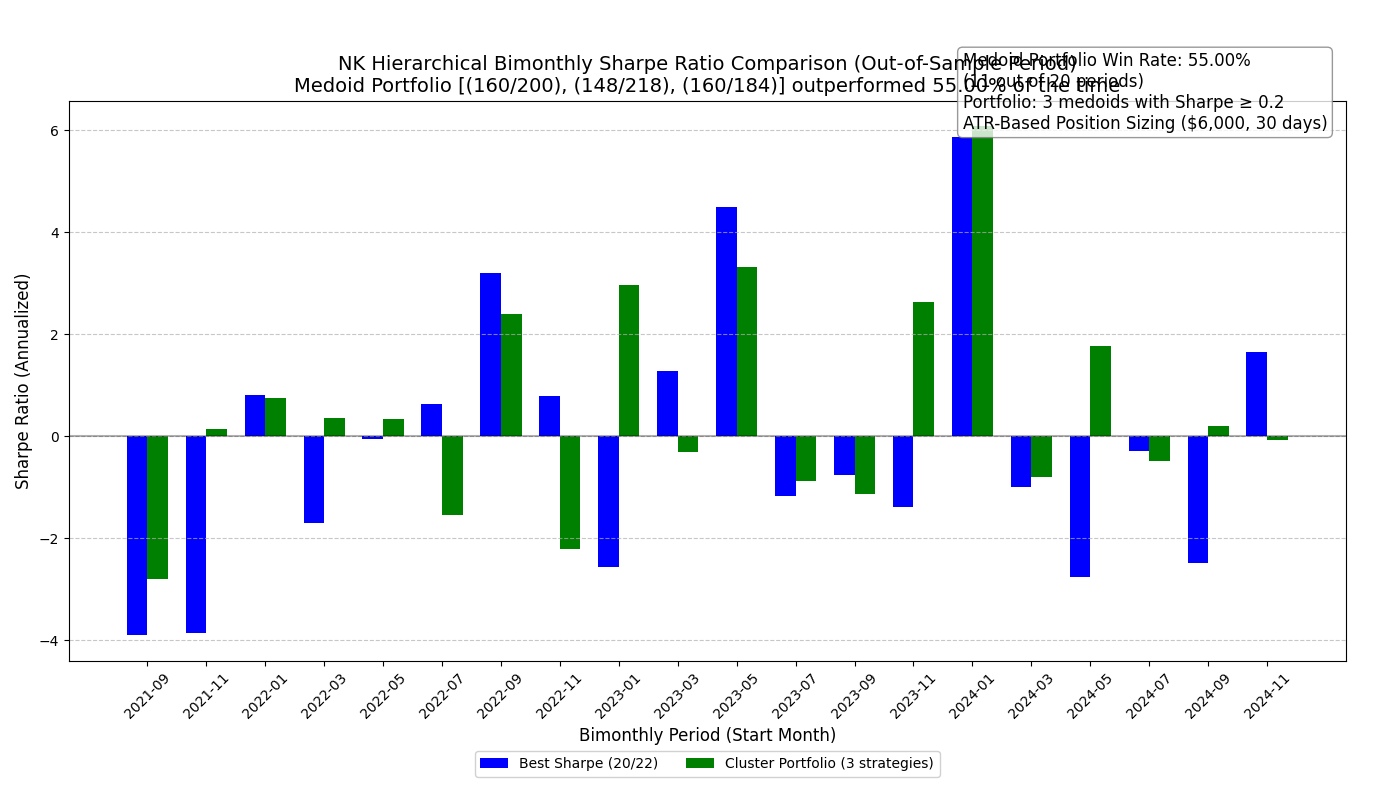 NK Hierarchical Bimonthly Sharpe Ratio Comparison (Out-of-Sample Period)
Medoid Portfolio [(160/200), (148/218), (160/184)] outperformed 55.00% of the time
Medoid Portfolio Win Rate: 55.00%
(11 out of 20 periods)
Portfolio: 3 medoids with Sharpe ≥ 0.2
ATR-Based Position Sizing ($6,000, 30 days)
Sharpe Ratio (Annualized)
6
4
2
0
−2
−4
2021-09
2021-11
2022-01
2022-03
2022-05
2022-07
2022-09
2022-11
2023-01
2023-03
2023-05
2023-07
2023-09
2023-11
2024-01
2024-03
2024-05
2024-07
2024-09
2024-11
Bimonthly Period (Start Month)
Best Sharpe (20/22)
Cluster Portfolio (3 strategies)